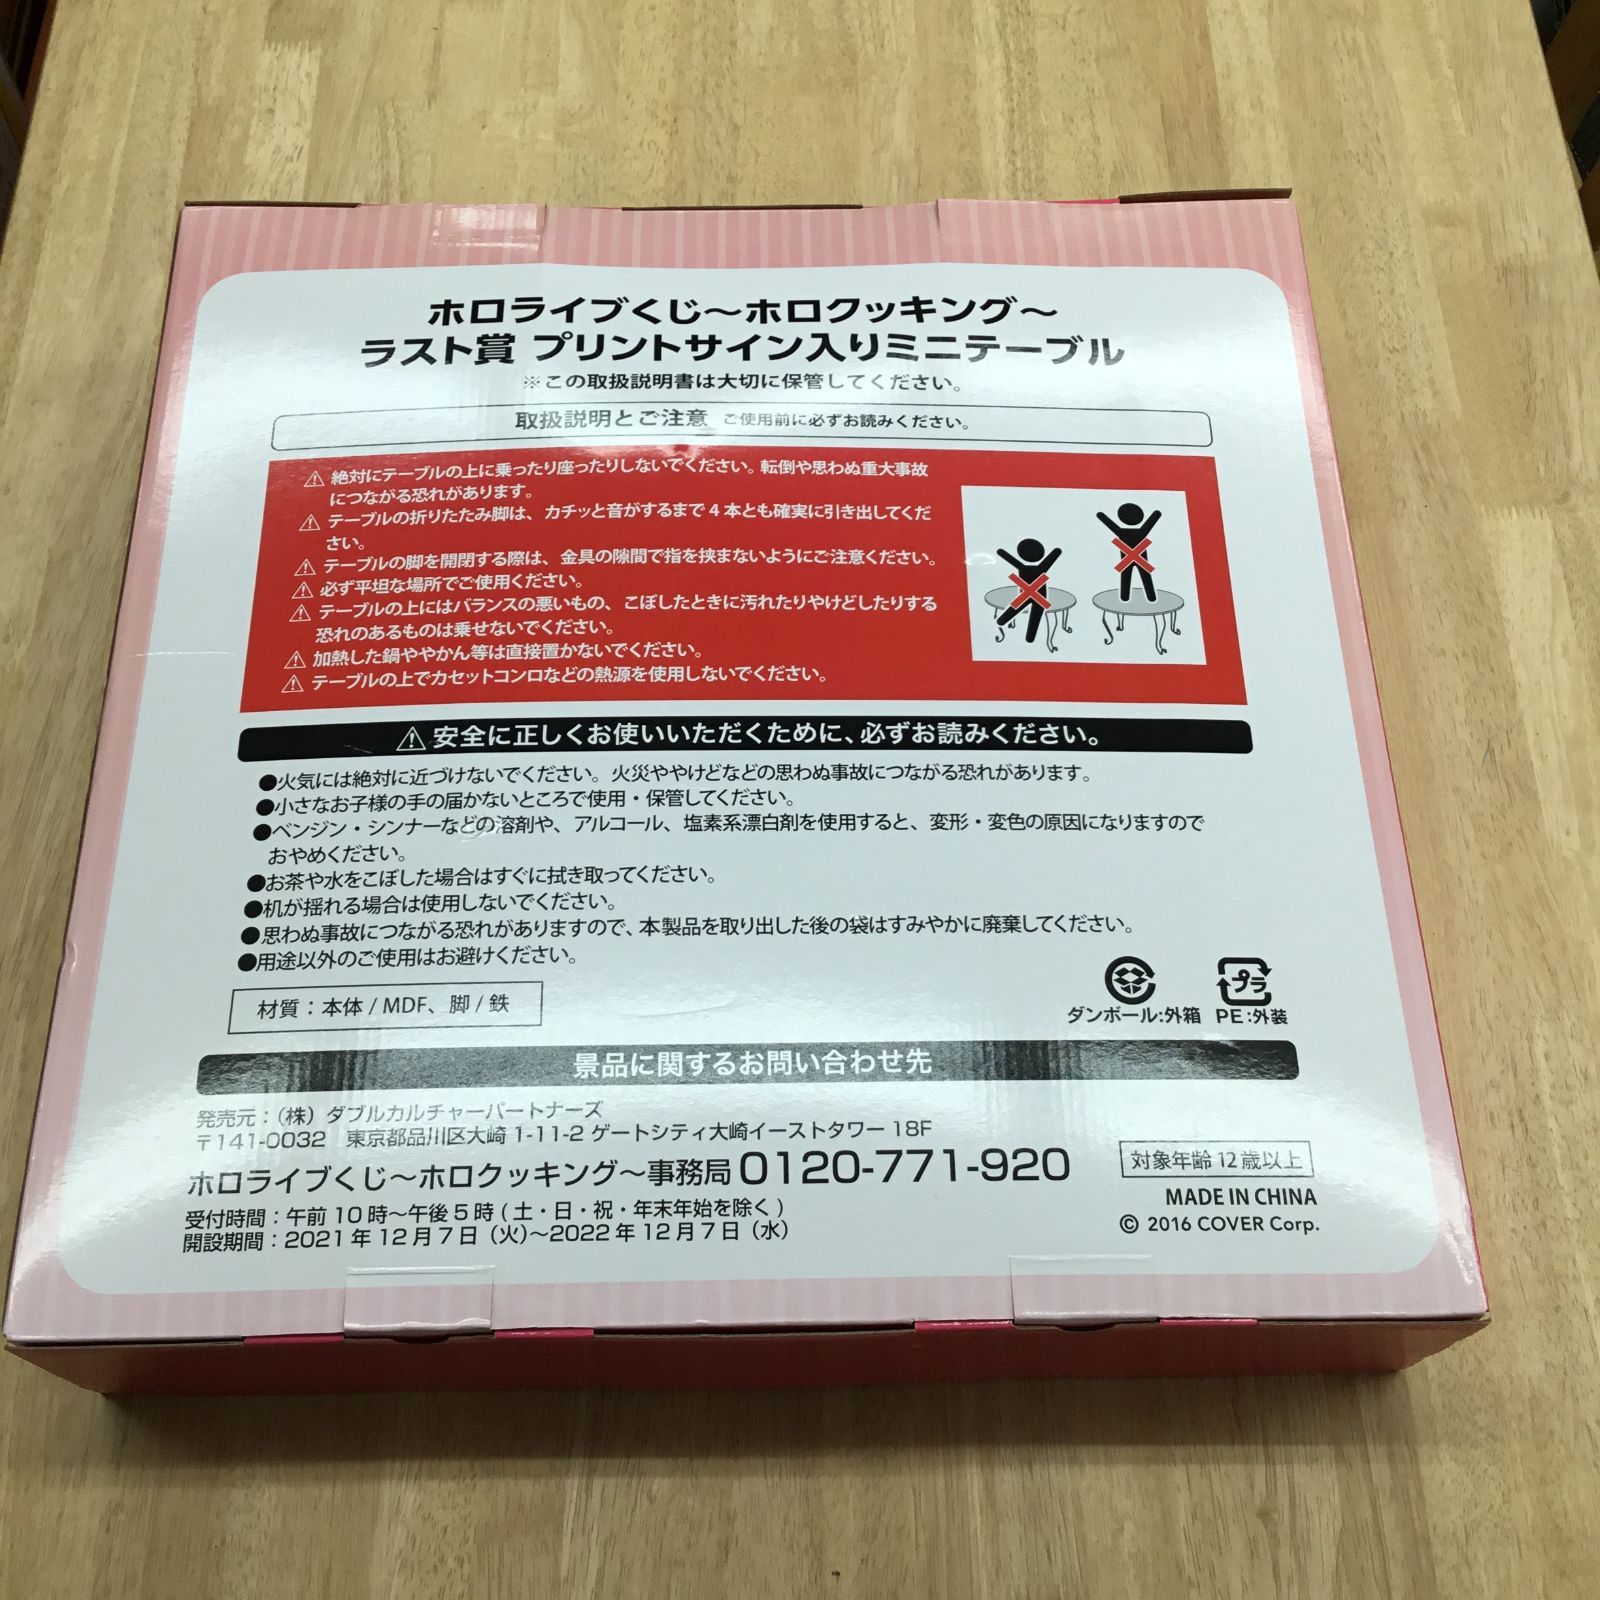 ホロライブくじ〜ホロクッキング〜
ラスト賞 プリントサイン入りミニテーブル
※この取扱説明書は大切に保管してください。
取扱説明とご注意 ご使用前に必ずお読みください。
⚠ 絶対にテーブルの上に乗ったり座ったりしないでください。転倒や思わぬ重大事故
につながる恐れがあります。
⚠ テーブルの折りたたみ脚は、カチッと音がするまで4本とも確実に引き出してくだ
さい。
⚠ テーブルの脚を開閉する際は、金具の隙間で指を挟まないようにご注意ください。
⚠ 必ず平坦な場所でご使用ください。
⚠ テーブルの上にはバランスの悪いもの、こぼしたときに汚れたりやけどしたりする
恐れのあるものは乗せないでください。
⚠ 加熱した鍋ややかん等は直接置かないでください。
⚠ テーブルの上でカセットコンロなどの熱源を使用しないでください。
⚠ 安全に正しくお使いいただくために、必ずお読みください。
●火気には絶対に近づけないでください。火災ややけどなどの思わぬ事故につながる恐れがあります。
●小さなお子様の手の届かないところで使用・保管してください。
●ベンジン・シンナーなどの溶剤や、アルコール、塩素系漂白剤を使用すると、変形・変色の原因になりますので
おやめください。
●お茶や水をこぼした場合はすぐに拭き取ってください。
●机が揺れる場合は使用しないでください。
●思わぬ事故につながる恐れがありますので、本製品を取り出した後の袋はすみやかに廃棄してください。
●用途以外のご使用はお避けください。
材質：本体 / MDF、脚 / 鉄
プラ
ダンボール:外箱 PE:外装
景品に関するお問い合わせ先
発売元：（株）ダブルカルチャーパートナーズ
〒141-0032 東京都品川区大崎 1-11-2 ゲートシティ大崎イーストタワー 18F
ホロライブくじ〜ホロクッキング〜事務局 0120-771-920
受付時間：午前 10 時〜午後 5 時 ( 土・日・祝・年末年始を除く )
開設期間：2021 年 12 月 7 日（火）〜2022 年 12 月 7 日（水）
対象年齢 12 歳以上
MADE IN CHINA
© 2016 COVER Corp.